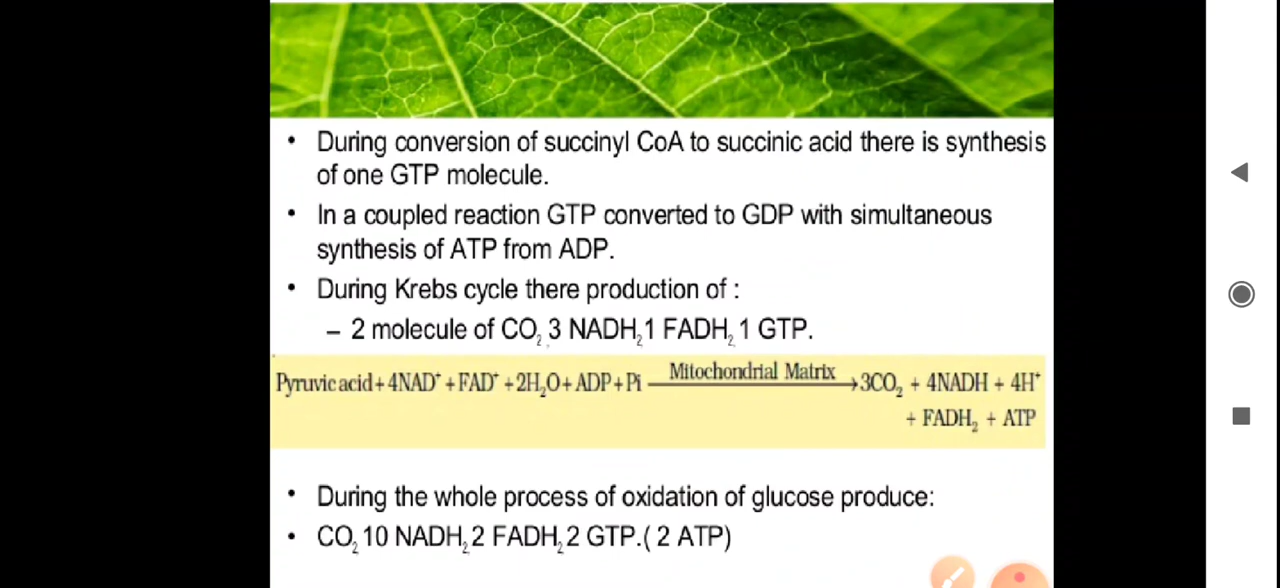 • During conversion of succinyl CoA to succinic acid there is synthesis
of one GTP molecule.
• In a coupled reaction GTP converted to GDP with simultaneous
synthesis of ATP from ADP.
• During Krebs cycle there production of :
– 2 molecule of CO₂ 3 NADH₂1 FADH₂ 1 GTP.
Pyruvic acid + 4NAD⁺ + FAD⁺ + 2H₂O + ADP + Pi Mitochondrial Matrix → 3CO₂ + 4NADH + 4H⁺
+ FADH₂ + ATP
• During the whole process of oxidation of glucose produce:
• CO₂ 10 NADH₂ 2 FADH₂ 2 GTP.( 2 ATP)